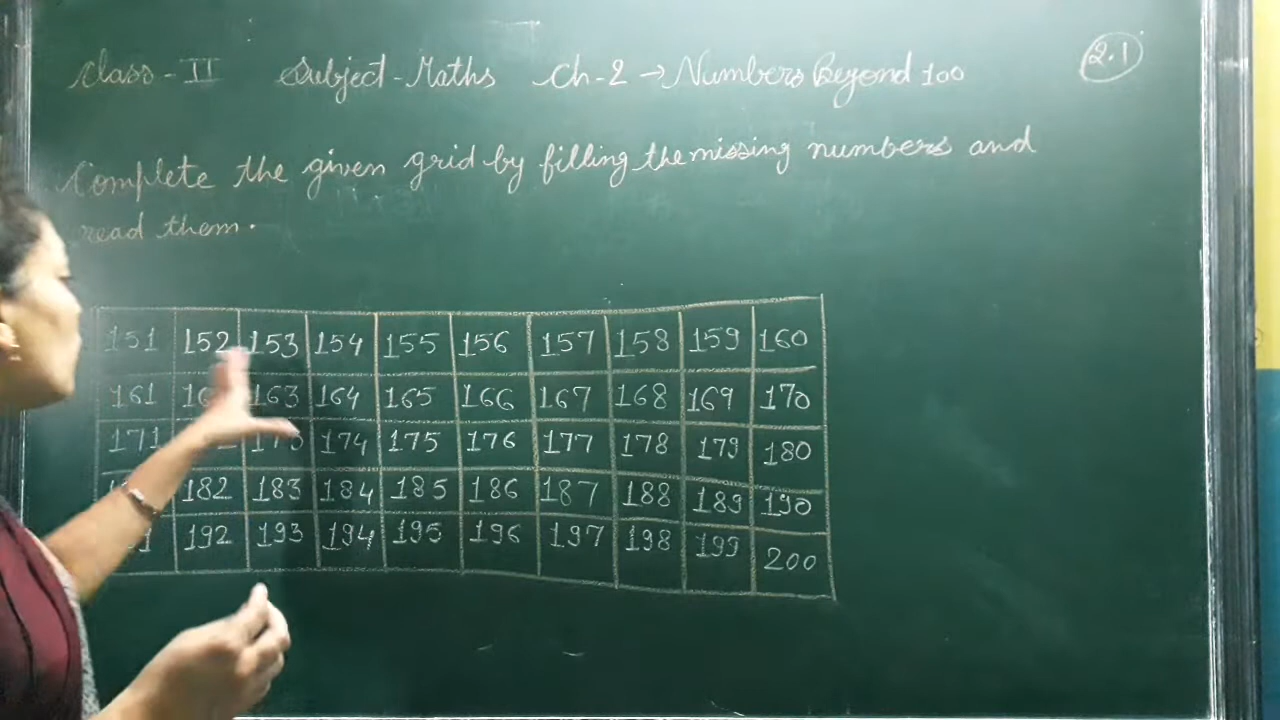 Class - II Subject - Maths Ch-2 → Numbers Beyond 100 2.1
Complete the given grid by filling the missing numbers and
read them.
151 152 153 154 155 156 157 158 159 160
161 163 164 165 166 167 168 169 170
171 174 175 176 177 178 179 180
182 183 184 185 186 187 188 189 190
192 193 194 195 196 197 198 199 200